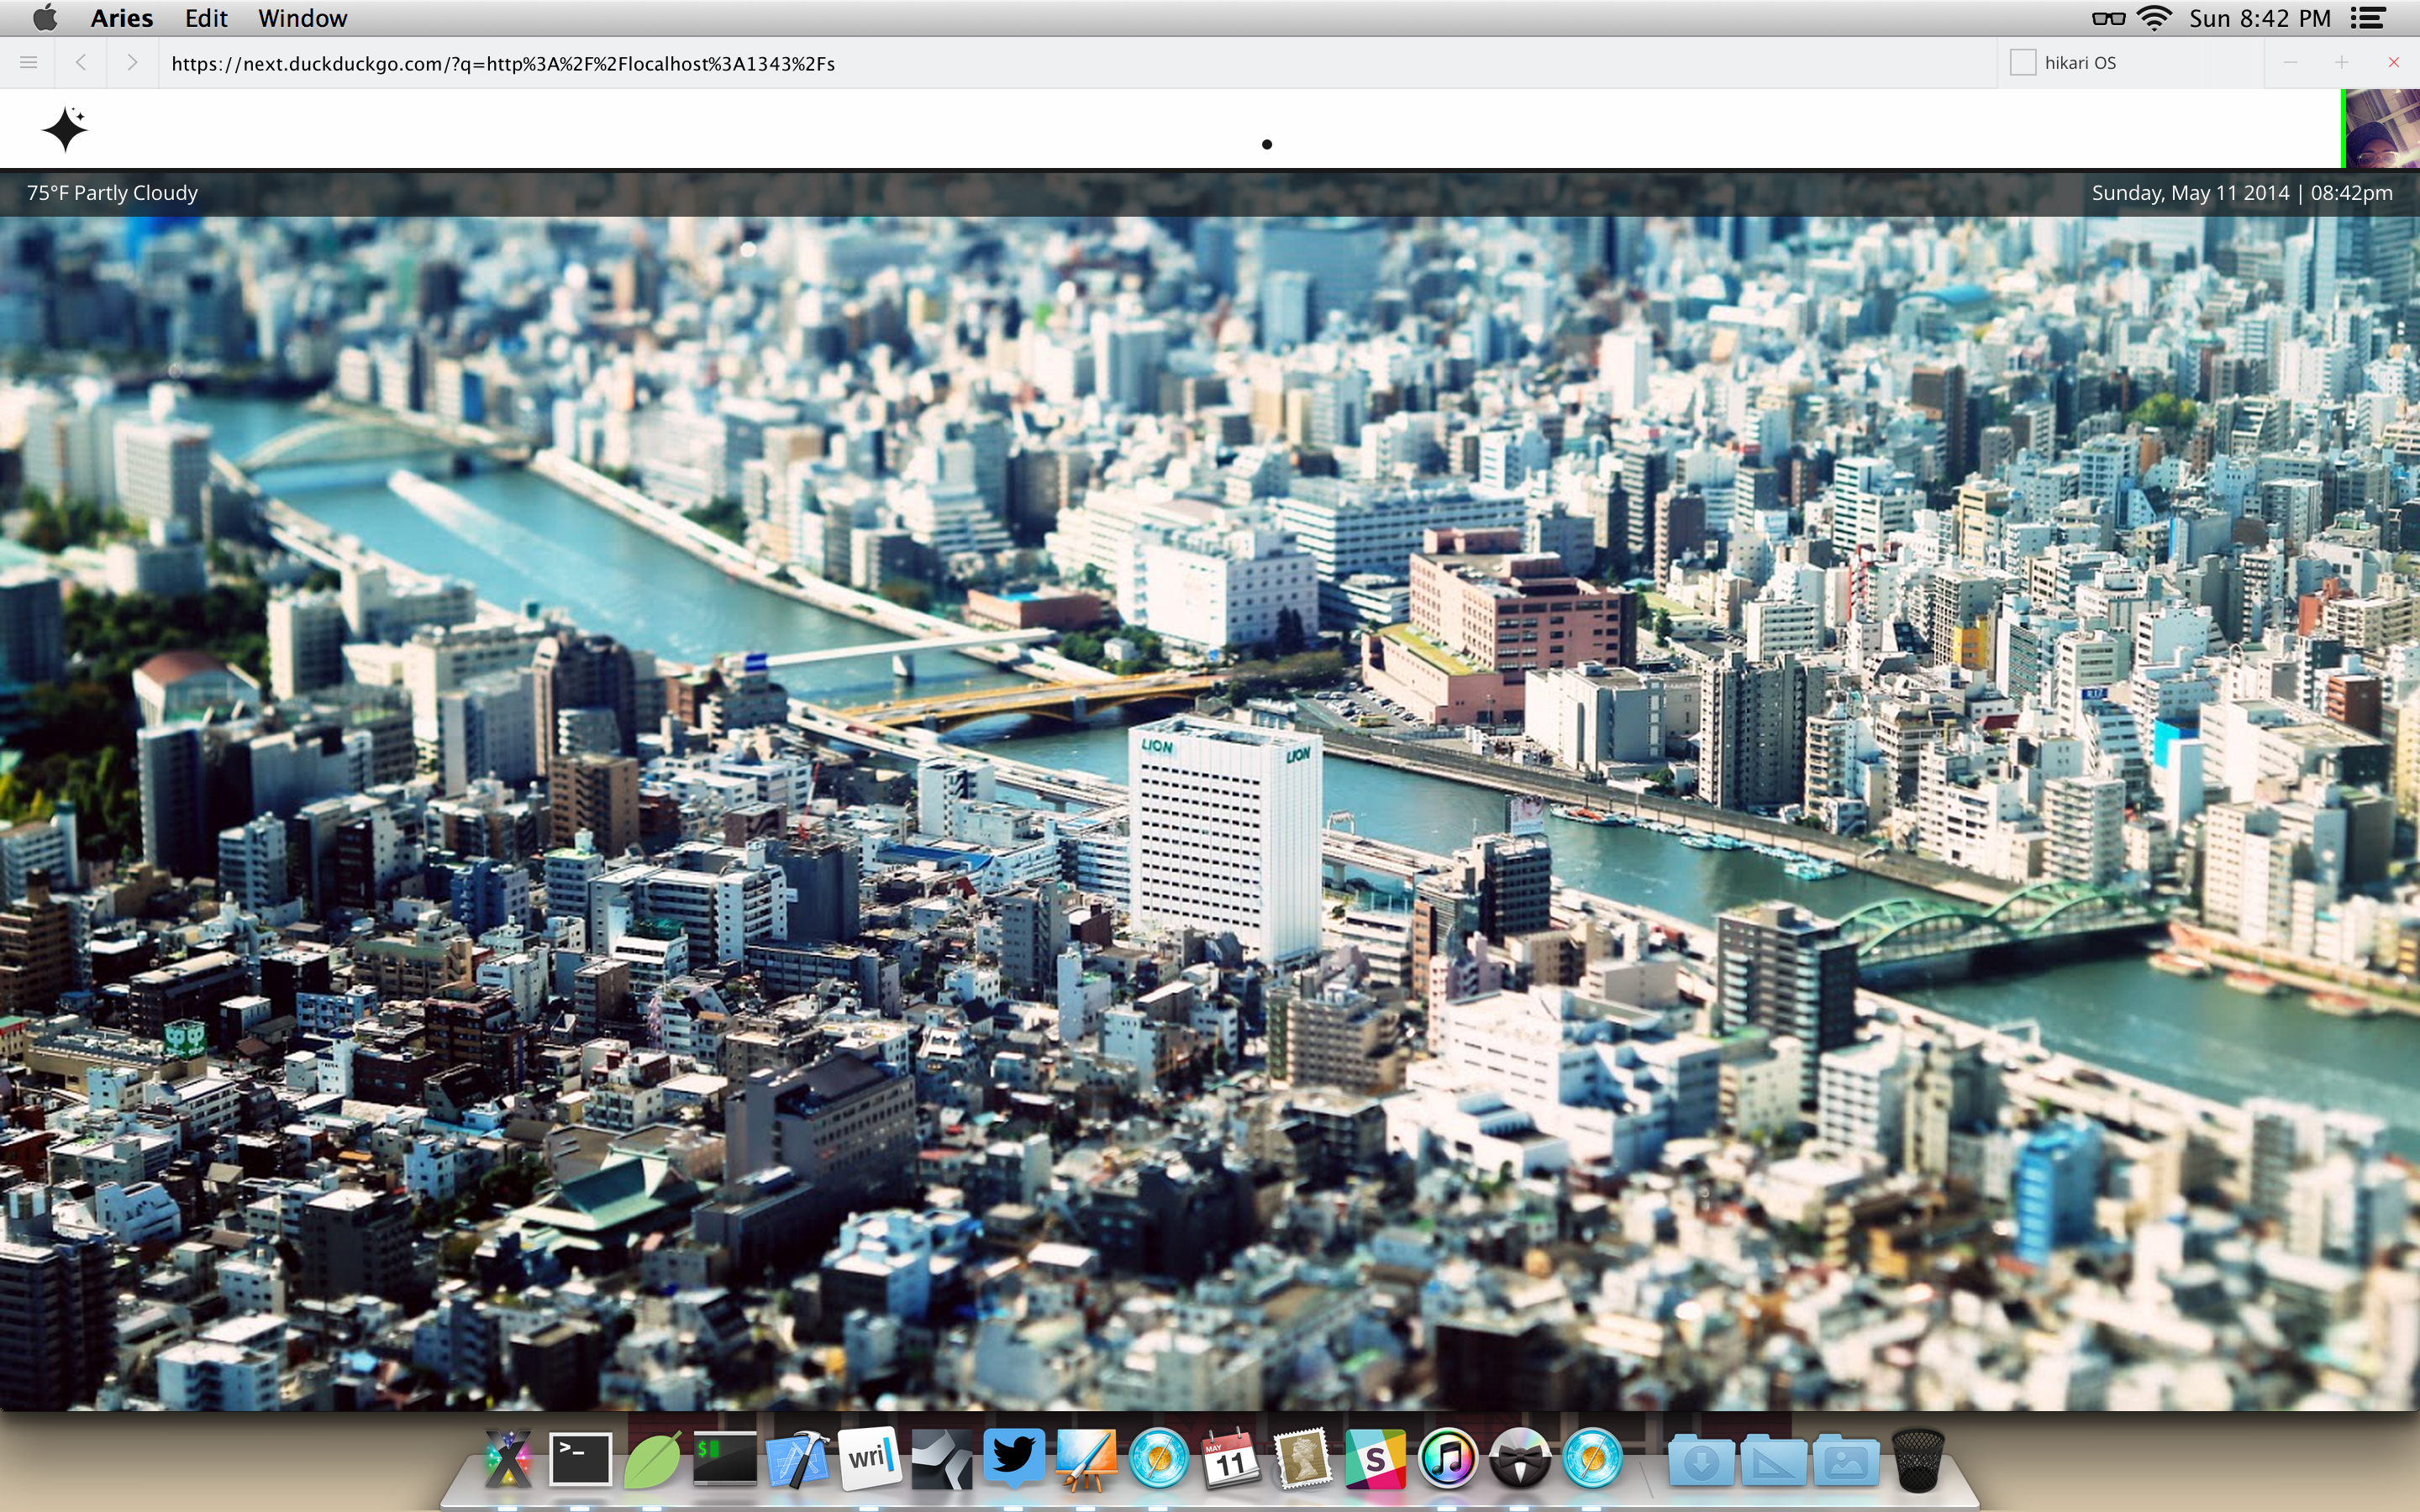 Aries Edit Window Sun 8:42 PM
https://next.duckduckgo.com/?q=http%3A%2F%2Flocalhost%3A1343%2Fs hikari OS
75°F Partly Cloudy Sunday, May 11 2014 | 08:42pm
LION LION
>_ $ wri MAY 11 S